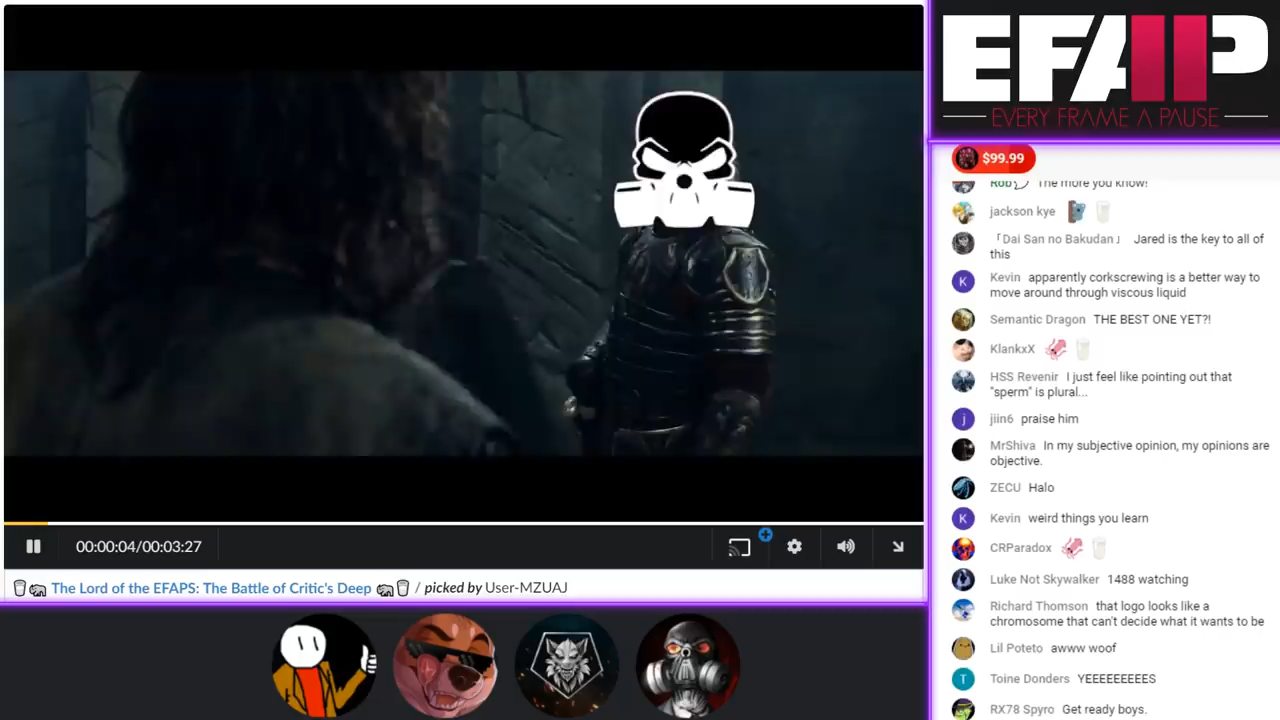 EFAP
EVERY FRAME A PAUSE
$99.99
Rob The more you know!
jackson kye
「Dai San no Bakudan」 Jared is the key to all of
this
K
Kevin apparently corkscrewing is a better way to
move around through viscous liquid
Semantic Dragon THE BEST ONE YET?!
KlankxX
HSS Revenir I just feel like pointing out that
"sperm" is plural...
j
jiin6 praise him
MrShiva In my subjective opinion, my opinions are
objective.
ZECU Halo
K
Kevin weird things you learn
CRParadox
Luke Not Skywalker 1488 watching
Richard Thomson that logo looks like a
chromosome that can't decide what it wants to be
Lil Poteto awww woof
T
Toine Donders YEEEEEEEEES
RX78 Spyro Get ready boys.
00:00:04/00:03:27
The Lord of the EFAPS: The Battle of Critic's Deep / picked by User-MZUAJ